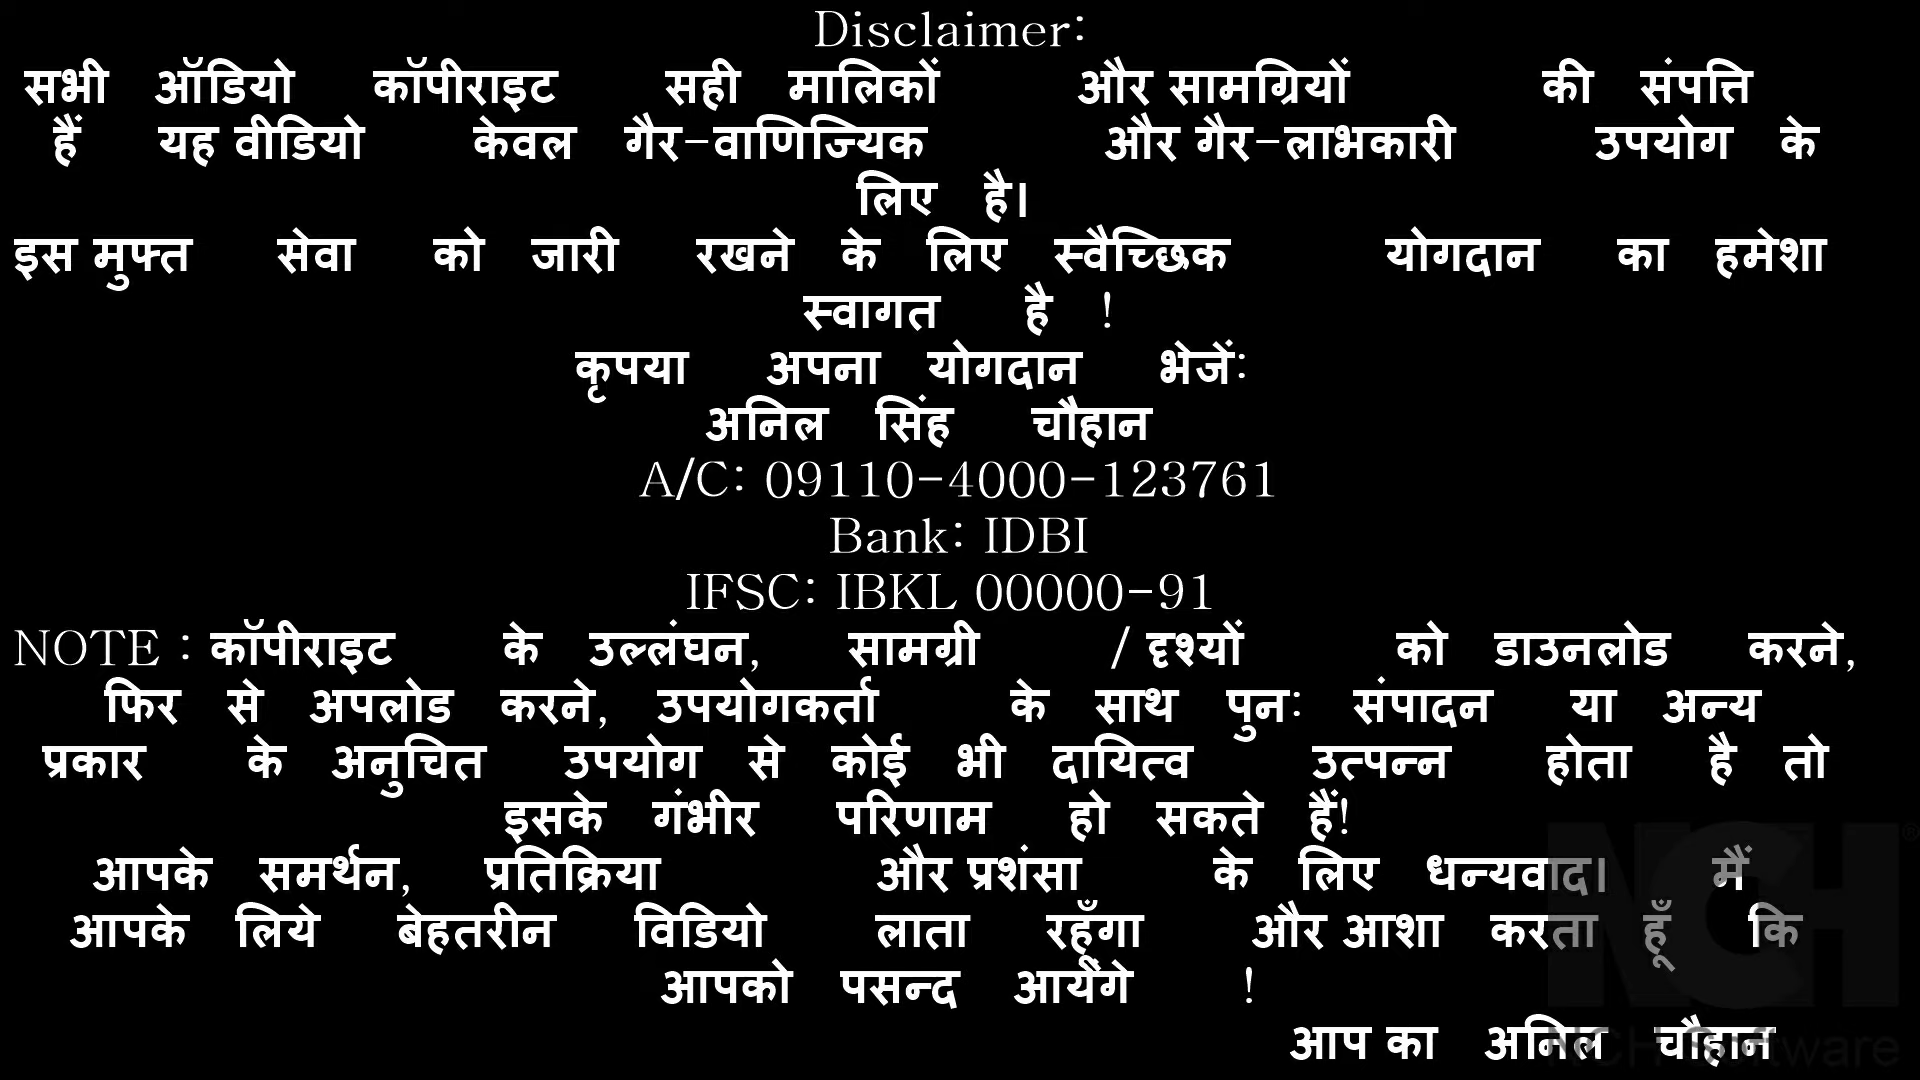 Disclaimer:
सभी ऑडियो कॉपीराइट सही मालिकों और सामग्रियों की संपत्ति
हैं यह वीडियो केवल गैर-वाणिज्यिक और गैर-लाभकारी उपयोग के
लिए है।
इस मुफ्त सेवा को जारी रखने के लिए स्वैच्छिक योगदान का हमेशा
स्वागत है !
कृपया अपना योगदान भेजें:
अनिल सिंह चौहान
A/C: 09110-4000-123761
Bank: IDBI
IFSC: IBKL 00000-91
NOTE : कॉपीराइट के उल्लंघन, सामग्री / दृश्यों को डाउनलोड करने,
फिर से अपलोड करने, उपयोगकर्ता के साथ पुन: संपादन या अन्य
प्रकार के अनुचित उपयोग से कोई भी दायित्व उत्पन्न होता है तो
इसके गंभीर परिणाम हो सकते हैं!
आपके समर्थन, प्रतिक्रिया और प्रशंसा के लिए धन्यवाद। मैं
आपके लिये बेहतरीन विडियो लाता रहूँगा और आशा करता हूँ कि
आपको पसन्द आयेंगे !
आप का अनिल चौहान
NCH®
NCH Software